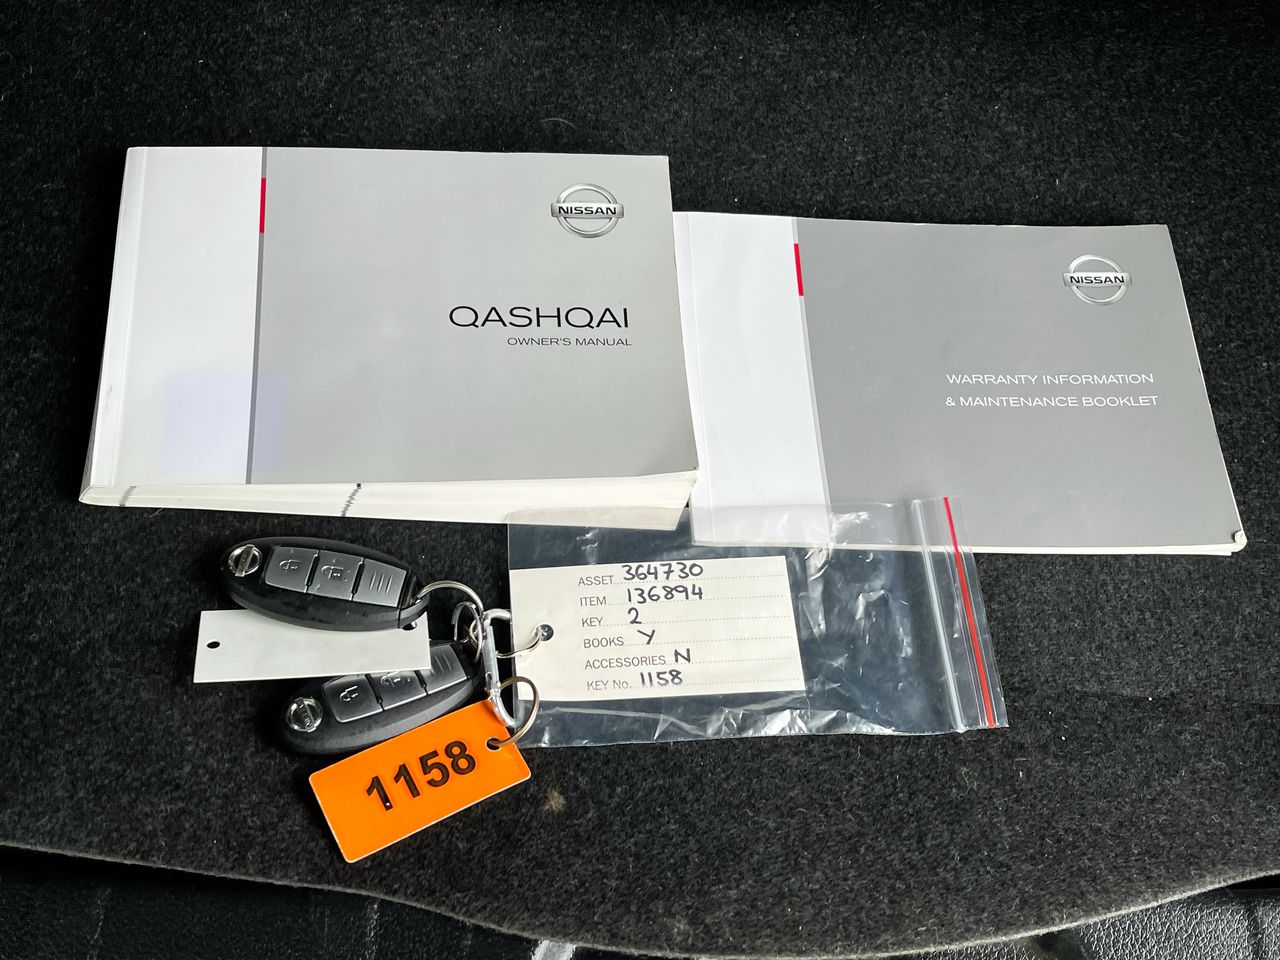 NISSAN
QASHQAI
OWNER'S MANUAL
NISSAN
WARRANTY INFORMATION
& MAINTENANCE BOOKLET
ASSET 364730
ITEM 136894
KEY 2
BOOKS Y
ACCESSORIES N
KEY No. 1158
1158